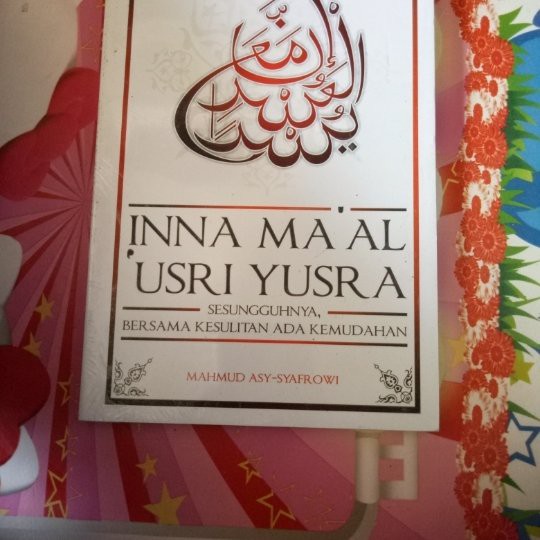 إن مع العسر يسرا
INNA MA'AL
'USRI YUSRA
SESUNGGUHNYA,
BERSAMA KESULITAN ADA KEMUDAHAN
MAHMUD ASY-SYAFROWI